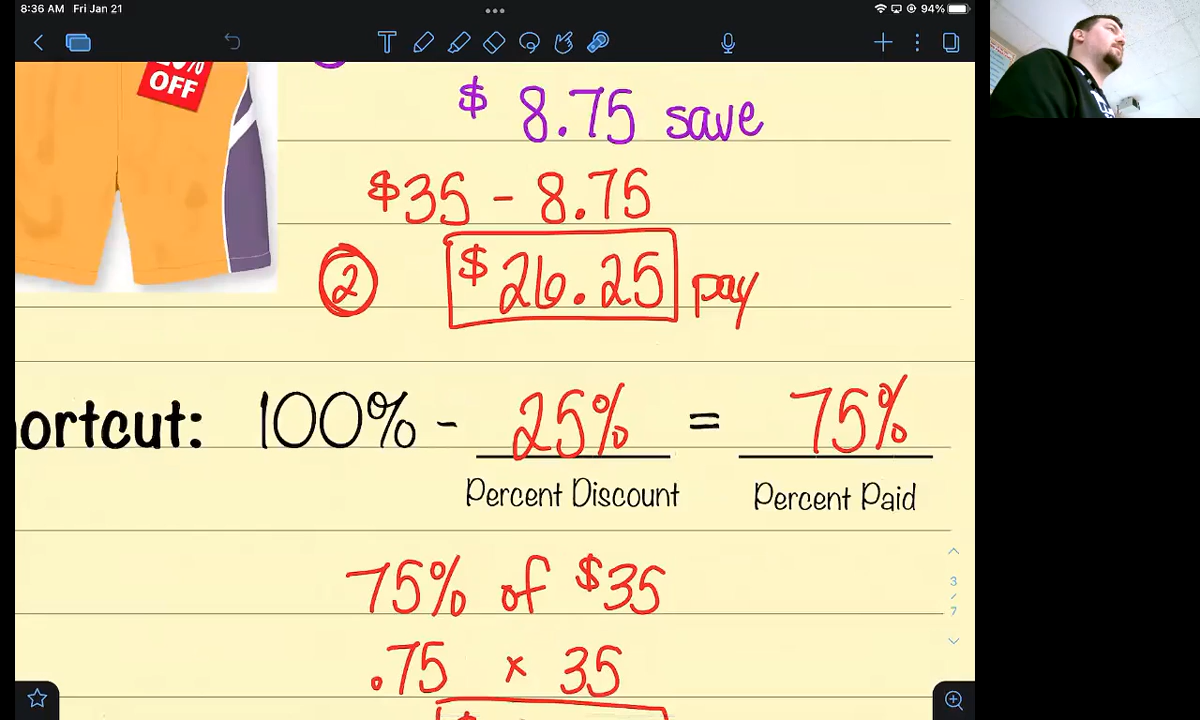 8:36 AM Fri Jan 21
94%
OFF
$ 8.75 save
$35 - 8.75
2 $26.25 pay
ortcut: 100% - 25% = 75%
Percent Discount Percent Paid
75% of $35
3
/
7
.75 x 35
$